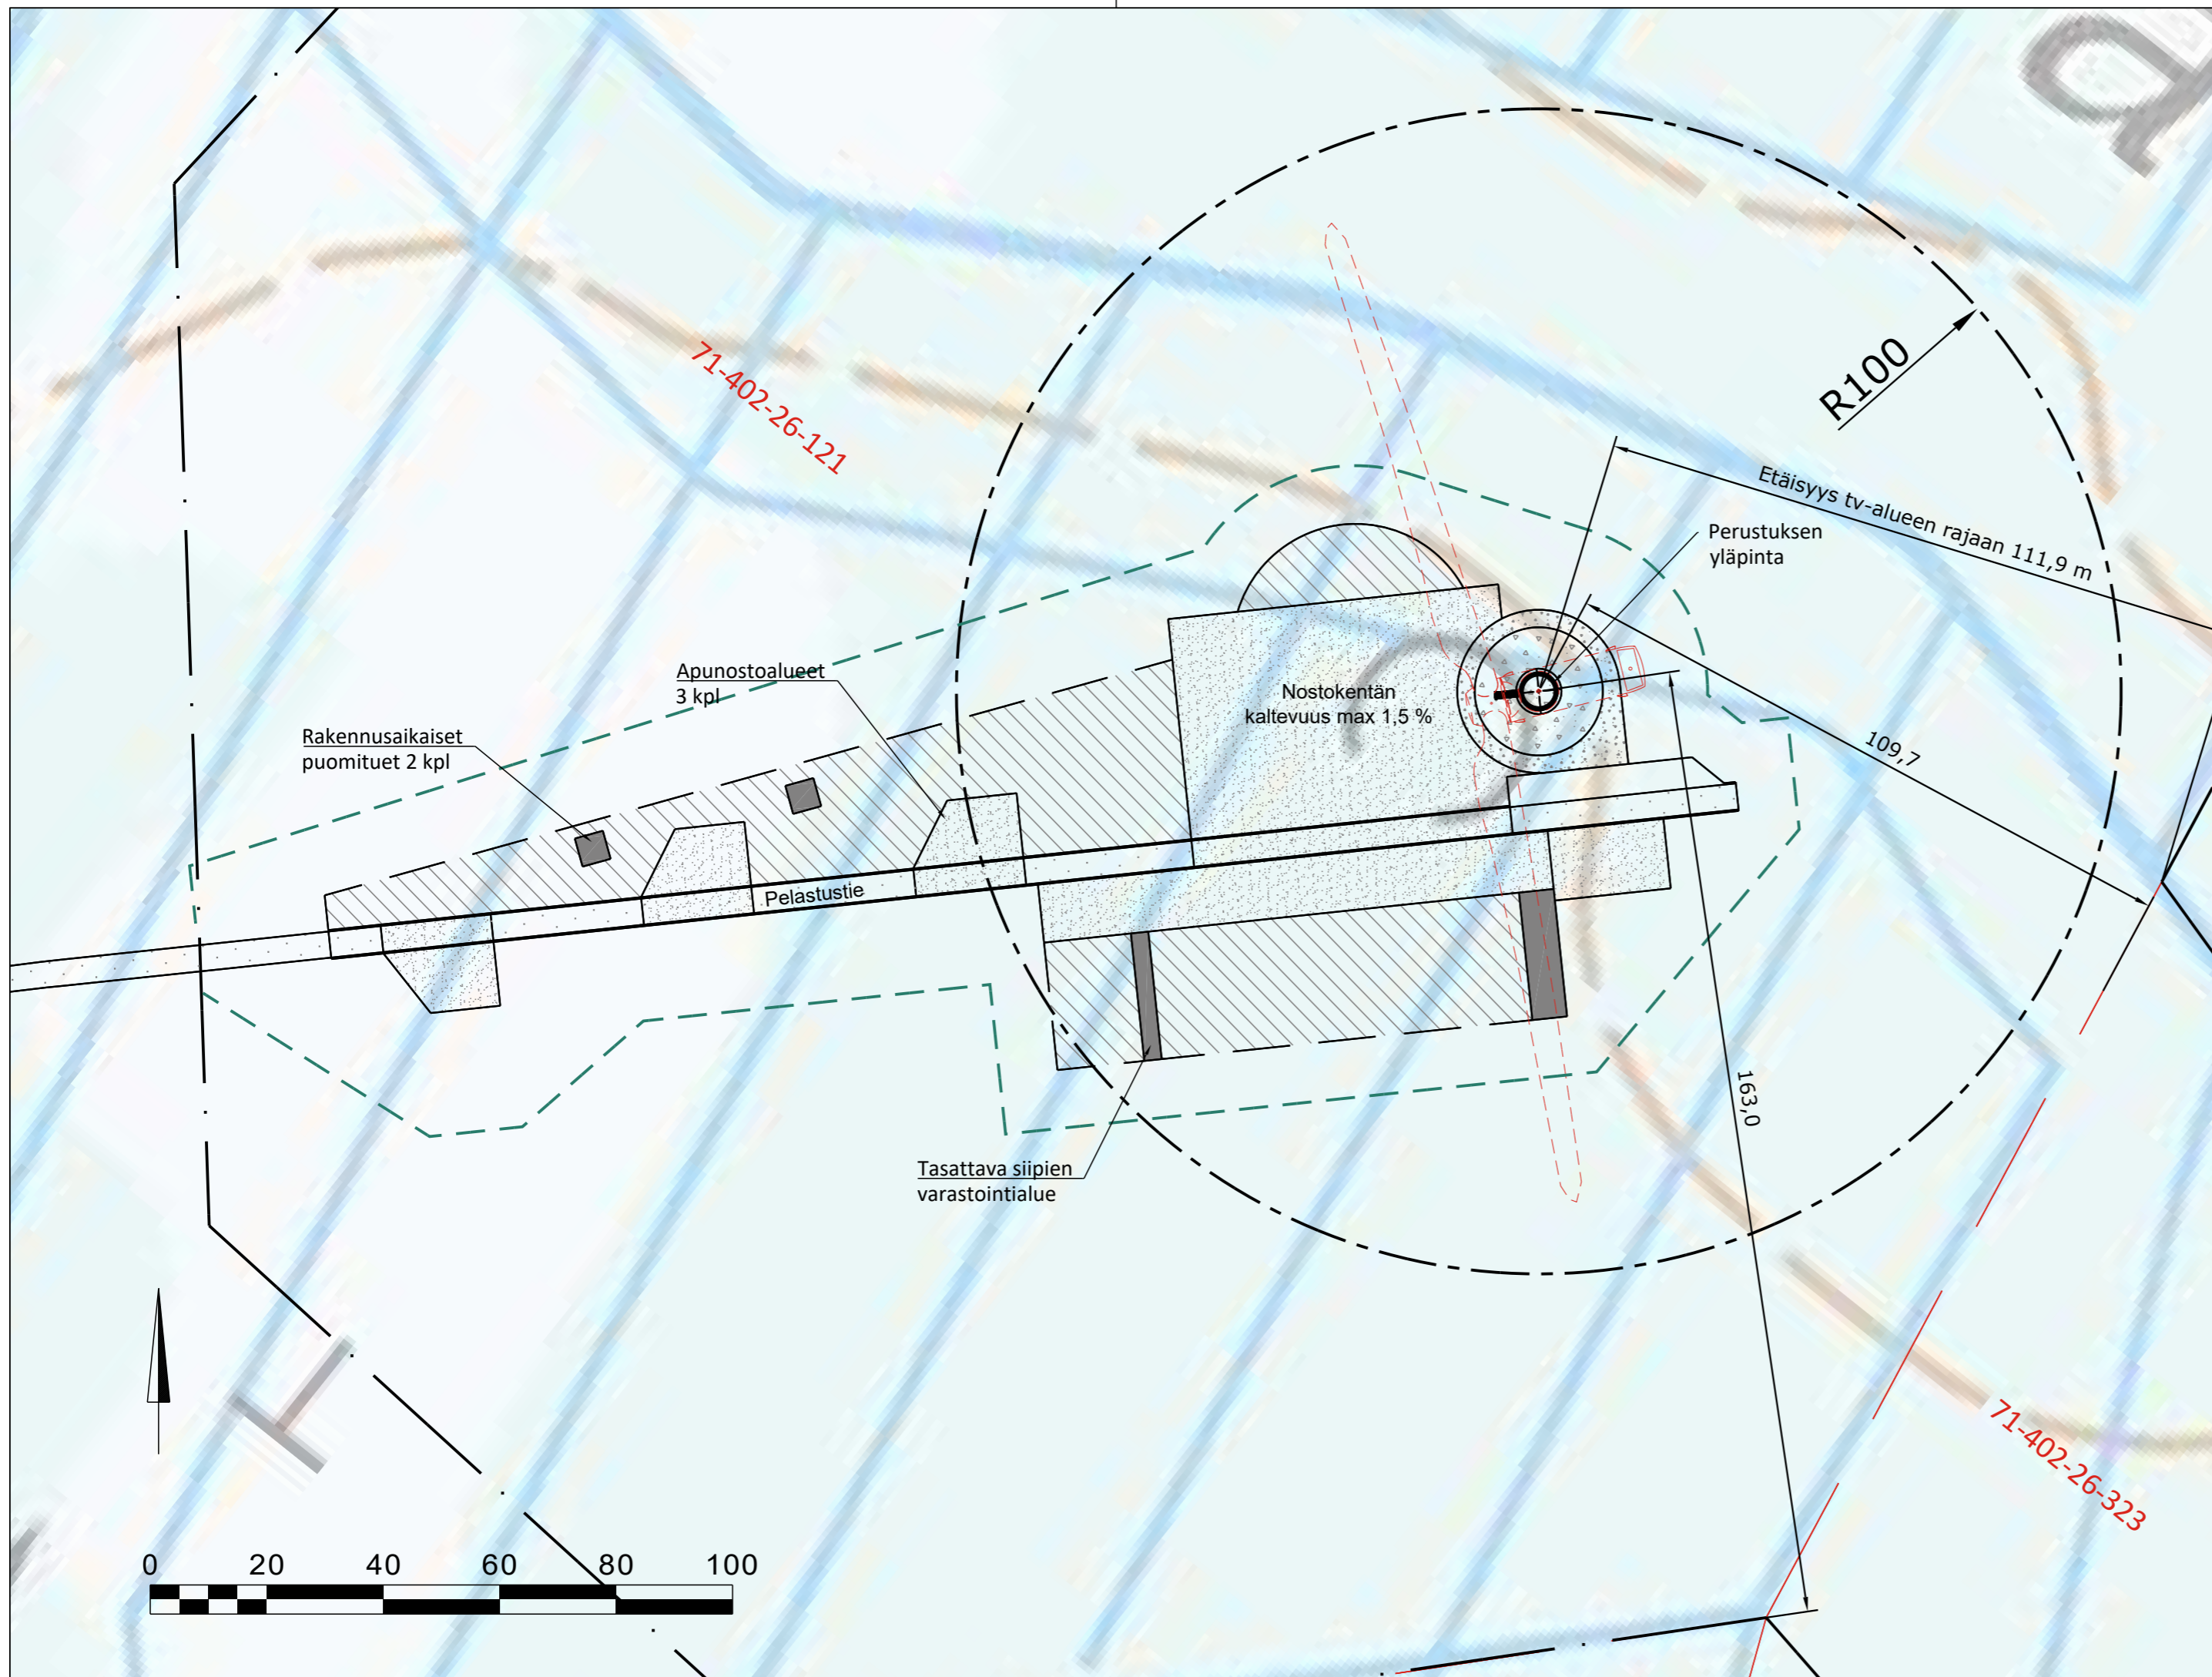 q
R100
71-402-26-121
Etäisyys tv-alueen rajaan 111,9 m
Perustuksen
yläpinta
Apunostoalueet
3 kpl
Nostokentän
kaltevuus max 1,5 %
Rakennusaikaiset
puomituet 2 kpl
109,7
Pelastustie
163,0
Tasattava siipien
varastointialue
71-402-26-323
0 20 40 60 80 100